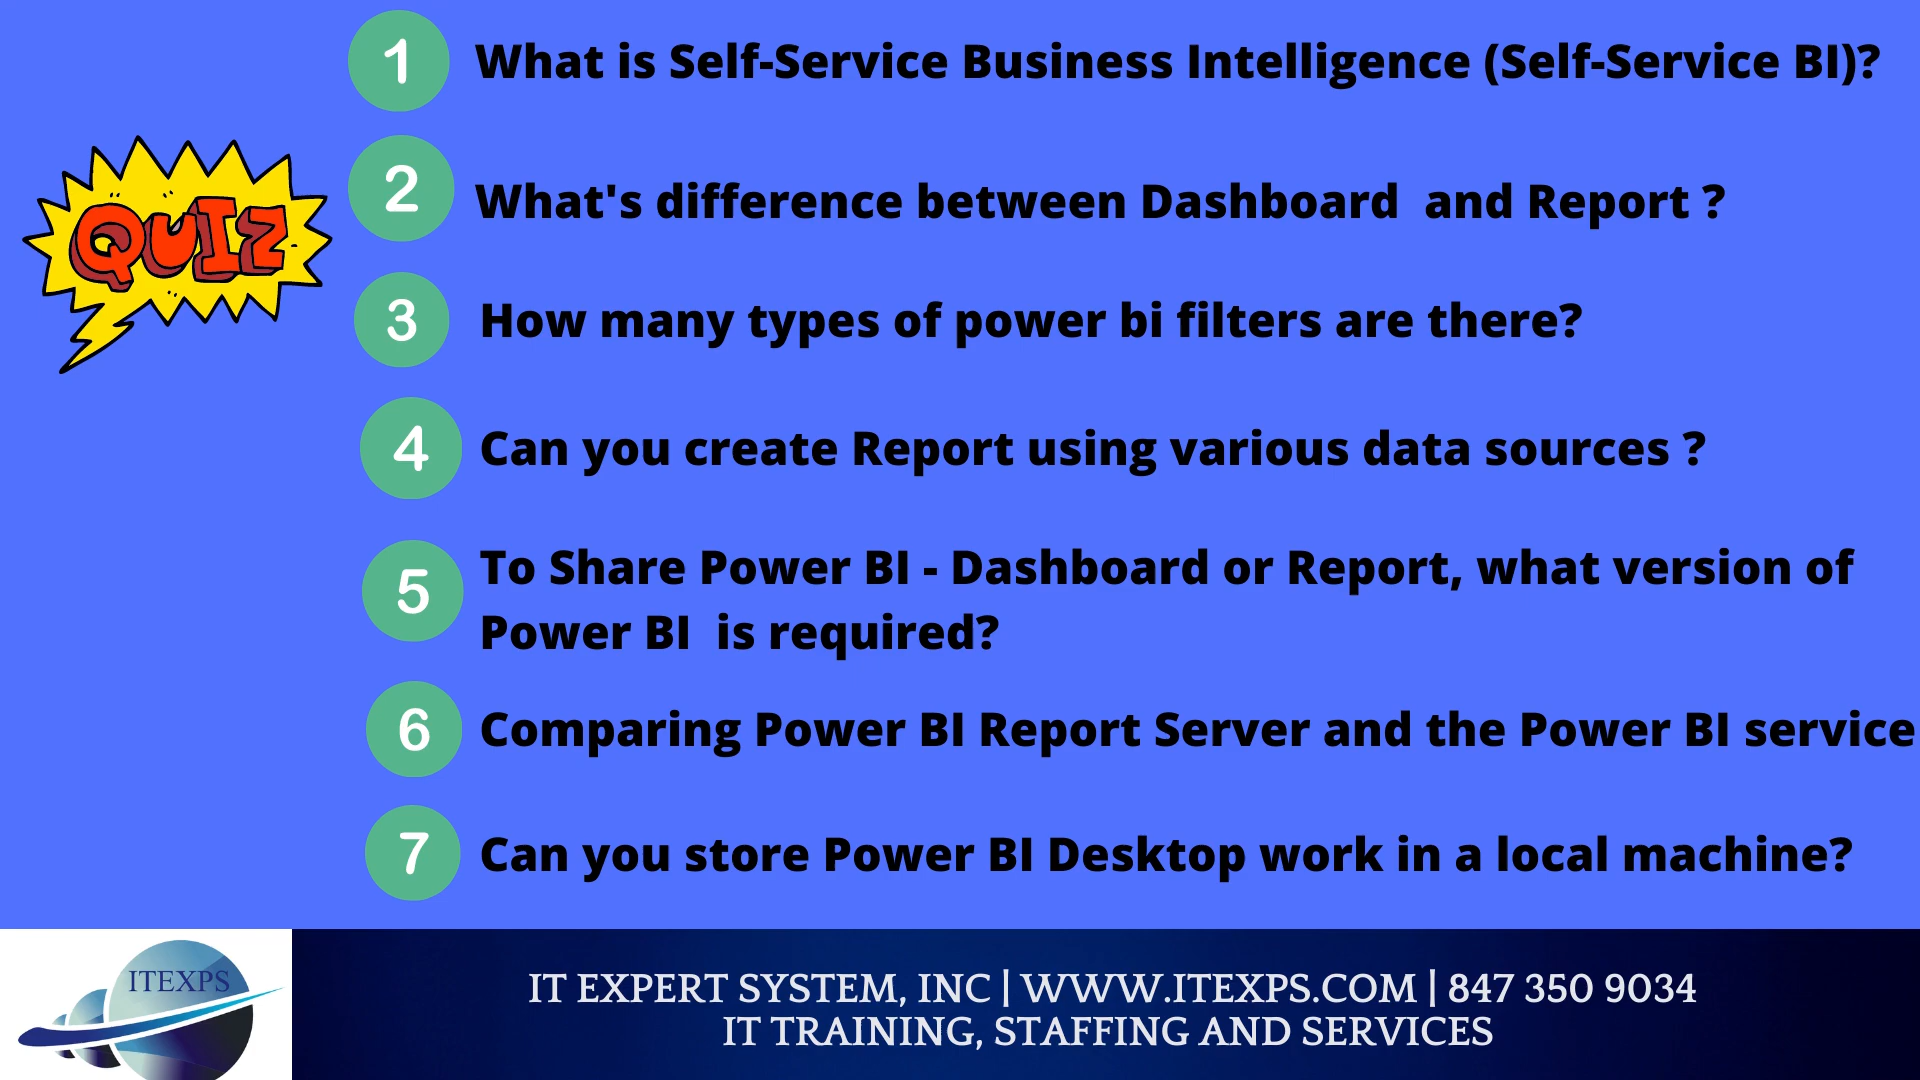 1 What is Self-Service Business Intelligence (Self-Service BI)?
QUIZ
2 What's difference between Dashboard  and Report ?
3 How many types of power bi filters are there?
4 Can you create Report using various data sources ?
5 To Share Power BI - Dashboard or Report, what version of
Power BI  is required?
6 Comparing Power BI Report Server and the Power BI service
7 Can you store Power BI Desktop work in a local machine?
ITEXPS
IT EXPERT SYSTEM, INC | WWW.ITEXPS.COM | 847 350 9034
IT TRAINING, STAFFING AND SERVICES